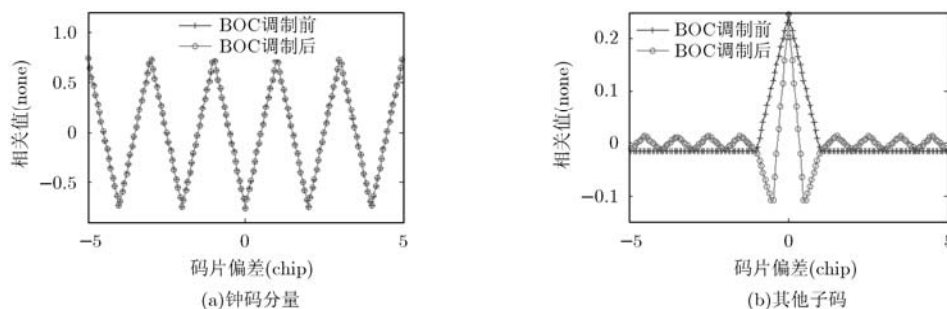 BOC调制前
BOC调制后
1.0
0.5
0
−0.5
−5
0
5
相关值(none)
码片偏差(chip)
(a)钟码分量
BOC调制前
BOC调制后
0.2
0.1
0
−0.1
−5
0
5
相关值(none)
码片偏差(chip)
(b)其他子码